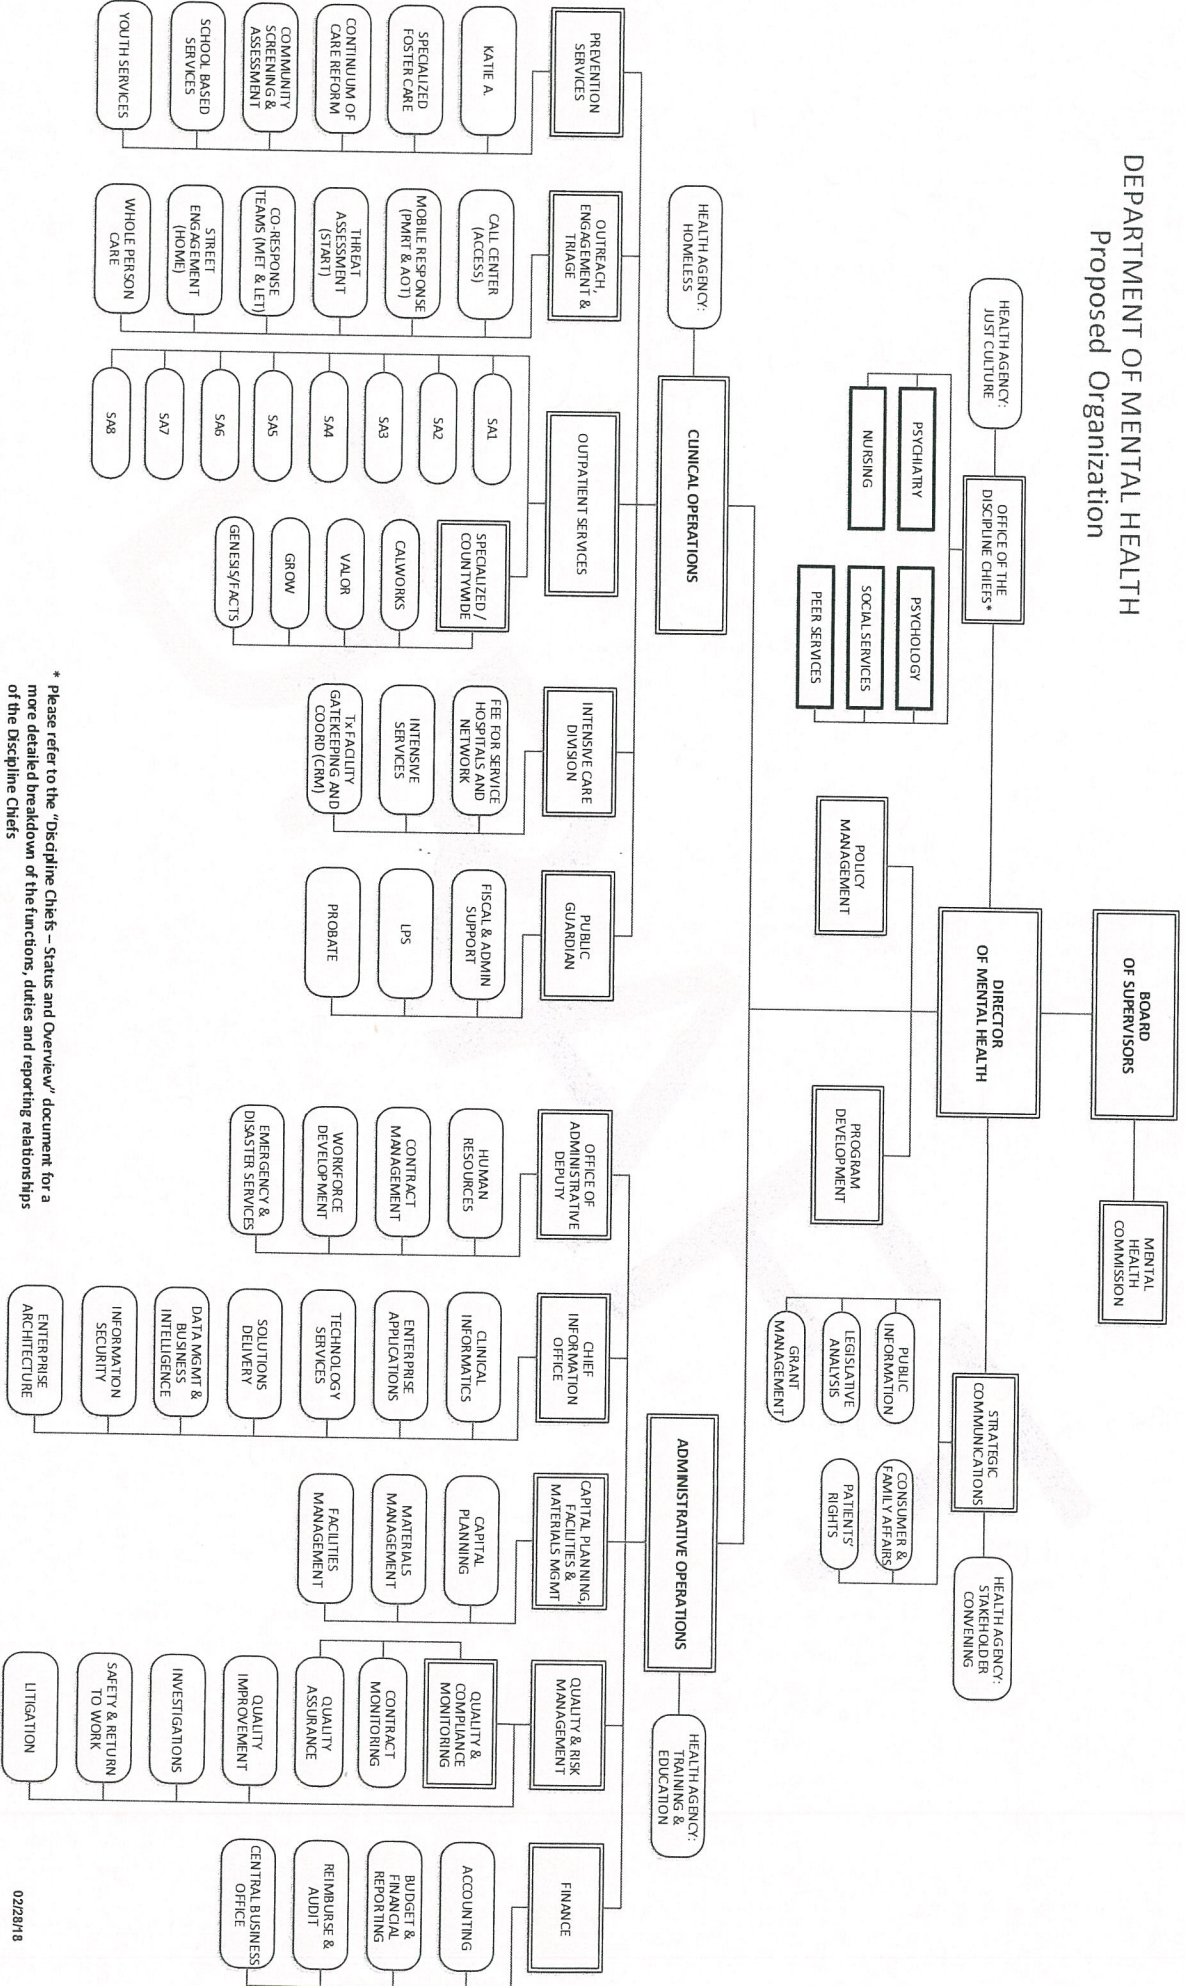 DEPARTMENT OF MENTAL HEALTH
Proposed Organization
BOARD
OF SUPERVISORS
MENTAL
HEALTH
COMMISSION
HEALTH AGENCY:
JUST CULTURE
OFFICE OF THE
DISCIPLINE CHIEFS*
DIRECTOR
OF MENTAL HEALTH
STRATEGIC
COMMUNICATIONS
HEALTH AGENCY:
STAKEHOLDER
CONVENING
PSYCHIATRY
NURSING
PSYCHOLOGY
SOCIAL SERVICES
PEER SERVICES
POLICY
MANAGEMENT
PROGRAM
DEVELOPMENT
PUBLIC
INFORMATION
LEGISLATIVE
ANALYSIS
GRANT
MANAGEMENT
CONSUMER &
FAMILY AFFAIRS
PATIENTS'
RIGHTS
HEALTH AGENCY:
HOMELESS
CLINICAL OPERATIONS
ADMINISTRATIVE OPERATIONS
HEALTH AGENCY:
TRAINING &
EDUCATION
PREVENTION
SERVICES
KATIE A.
SPECIALIZED
FOSTER CARE
CONTINUUM OF
CARE REFORM
COMMUNITY
SCREENING &
ASSESSMENT
SCHOOL BASED
SERVICES
YOUTH SERVICES
OUTREACH,
ENGAGEMENT &
TRIAGE
CALL CENTER
(ACCESS)
MOBILE RESPONSE
(PMRT & AOT)
THREAT
ASSESSMENT
(START)
CO-RESPONSE
TEAMS (MET & LET)
STREET
ENGAGEMENT
(HOME)
WHOLE PERSON
CARE
OUTPATIENT SERVICES
SA1
SA2
SA3
SA4
SA5
SA6
SA7
SA8
SPECIALIZED /
COUNTYWIDE
CALWORKS
VALOR
GROW
GENESIS/FACTS
INTENSIVE CARE
DIVISION
FEE FOR SERVICE
HOSPITALS AND
NETWORK
INTENSIVE
SERVICES
Tx FACILITY
GATEKEEPING AND
COORD (CRM)
PUBLIC
GUARDIAN
FISCAL & ADMIN
SUPPORT
LPS
PROBATE
OFFICE OF
ADMINISTRATIVE
DEPUTY
HUMAN
RESOURCES
CONTRACT
MANAGEMENT
WORKFORCE
DEVELOPMENT
EMERGENCY &
DISASTER SERVICES
CHIEF
INFORMATION
OFFICE
CLINICAL
INFORMATICS
ENTERPRISE
APPLICATIONS
TECHNOLOGY
SERVICES
SOLUTIONS
DELIVERY
DATA MGMT &
BUSINESS
INTELLIGENCE
INFORMATION
SECURITY
ENTERPRISE
ARCHITECTURE
CAPITAL PLANNING,
FACILITIES &
MATERIALS MGMT
CAPITAL
PLANNING
MATERIALS
MANAGEMENT
FACILITIES
MANAGEMENT
QUALITY & RISK
MANAGEMENT
QUALITY &
COMPLIANCE
MONITORING
CONTRACT
MONITORING
QUALITY
ASSURANCE
QUALITY
IMPROVEMENT
INVESTIGATIONS
SAFETY & RETURN
TO WORK
LITIGATION
FINANCE
ACCOUNTING
BUDGET &
FINANCIAL
REPORTING
REIMBURSE &
AUDIT
CENTRAL BUSINESS
OFFICE
* Please refer to the "Discipline Chiefs – Status and Overview" document for a
more detailed breakdown of the functions, duties and reporting relationships
of the Discipline Chiefs
02/28/18